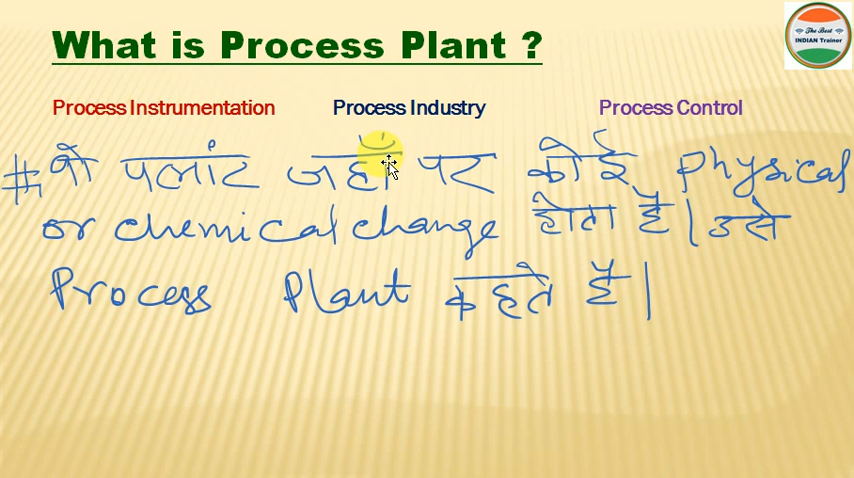 What is Process Plant ?
The Best
INDIAN Trainer
Process Instrumentation Process Industry Process Control
# वो पलांट जहाँ पर कोई Physical
or chemical change होता है। उसे
Process Plant कहते हैं।